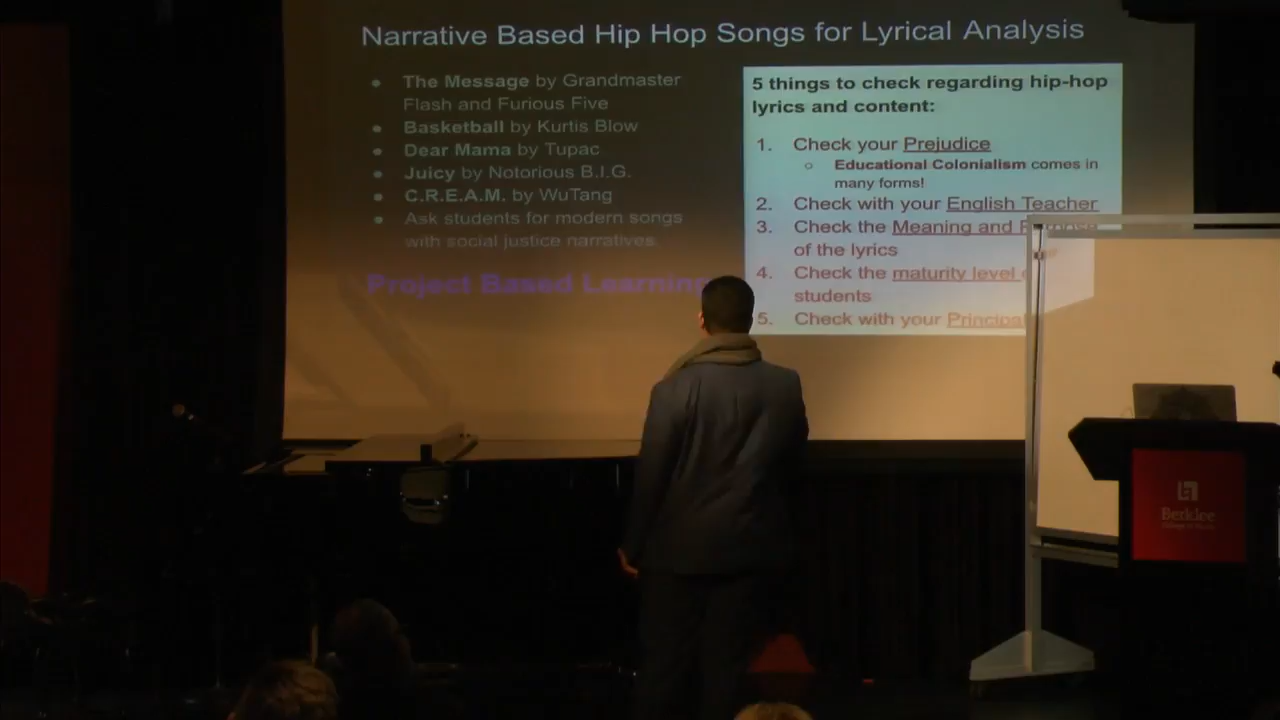 Narrative Based Hip Hop Songs for Lyrical Analysis
The Message by Grandmaster
Flash and Furious Five
Basketball by Kurtis Blow
Dear Mama by Tupac
Juicy by Notorious B.I.G.
C.R.E.A.M. by WuTang
Ask students for modern songs
with social justice narratives.
Project Based Learning
5 things to check regarding hip-hop
lyrics and content:
1. Check your Prejudice
Educational Colonialism comes in
many forms!
2. Check with your English Teacher
3. Check the Meaning and
of the lyrics
4. Check the maturity level
students
5. Check with your Principal
Berklee